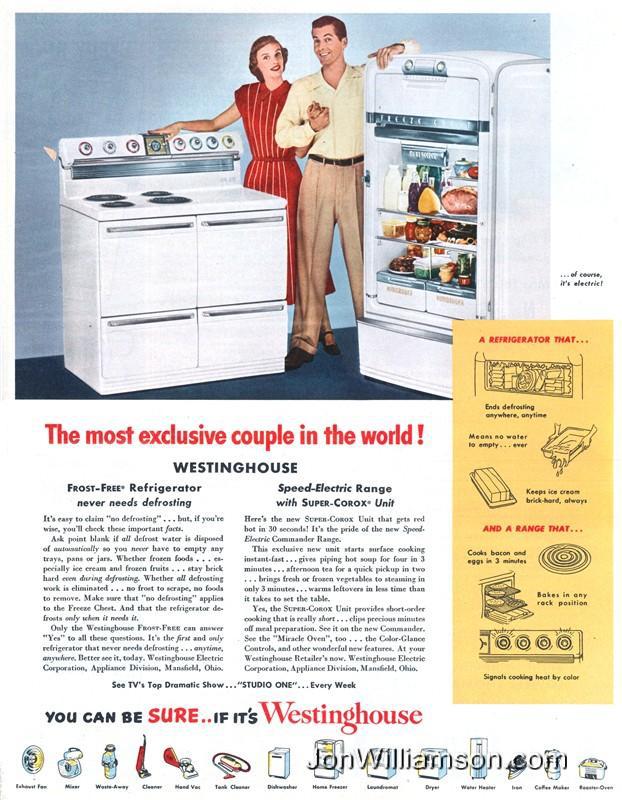 FREEZE CHEST
WESTINGHOUSE
HUMIDRAWER
HUMIDRAWER
...of course,
it's electric!
The most exclusive couple in the world!
WESTINGHOUSE
FROST-FREE® Refrigerator
never needs defrosting
It's easy to claim "no defrosting" . . . but, if you're
wise, you'll check these important facts.
Ask point blank if all defrost water is disposed
of automatically so you never have to empty any
trays, pans or jars. Whether frozen foods . . . es-
pecially ice cream and frozen fruits . . . stay brick
hard even during defrosting. Whether all defrosting
work is eliminated . . . no frost to scrape, no foods
to remove. Make sure that "no defrosting" applies
to the Freeze Chest. And that the refrigerator de-
frosts only when it needs it.
Only the Westinghouse FROST-FREE can answer
"Yes" to all these questions. It's the first and only
refrigerator that never needs defrosting . . . anytime,
anywhere. Better see it, today. Westinghouse Electric
Corporation, Appliance Division, Mansfield, Ohio.
Speed-Electric Range
with SUPER-COROX® Unit
Here's the new SUPER-COROX Unit that gets red
hot in 30 seconds! It's the pride of the new Speed-
Electric Commander Range.
This exclusive new unit starts surface cooking
instant-fast . . . gives piping hot soup for four in 3
minutes . . . afternoon tea for a quick pickup in two
. . . brings fresh or frozen vegetables to steaming in
only 3 minutes . . . warms leftovers in less time than
it takes to set the table.
Yes, the SUPER-COROX Unit provides short-order
cooking that is really short . . . clips precious minutes
off meal preparation. See it on the new Commander.
See the "Miracle Oven", too . . . the Color-Glance
Controls, and other wonderful new features. At your
Westinghouse Retailer's now. Westinghouse Electric
Corporation, Appliance Division, Mansfield, Ohio.
See TV's Top Dramatic Show..."STUDIO ONE"...Every Week
A REFRIGERATOR THAT...
Ends defrosting
anywhere, anytime
Means no water
to empty . . . ever
Keeps ice cream
brick-hard, always
AND A RANGE THAT...
Cooks bacon and
eggs in 3 minutes
Bakes in any
rack position
Signals cooking heat by color
YOU CAN BE SURE..IF IT'S Westinghouse
Exhaust Fan Mixer Waste-Away Cleaner Hand Vac Tank Cleaner Dishwasher Home Freezer Laundromat Dryer Water Heater Iron Coffee Maker Roaster-Oven
JonWilliamson.com